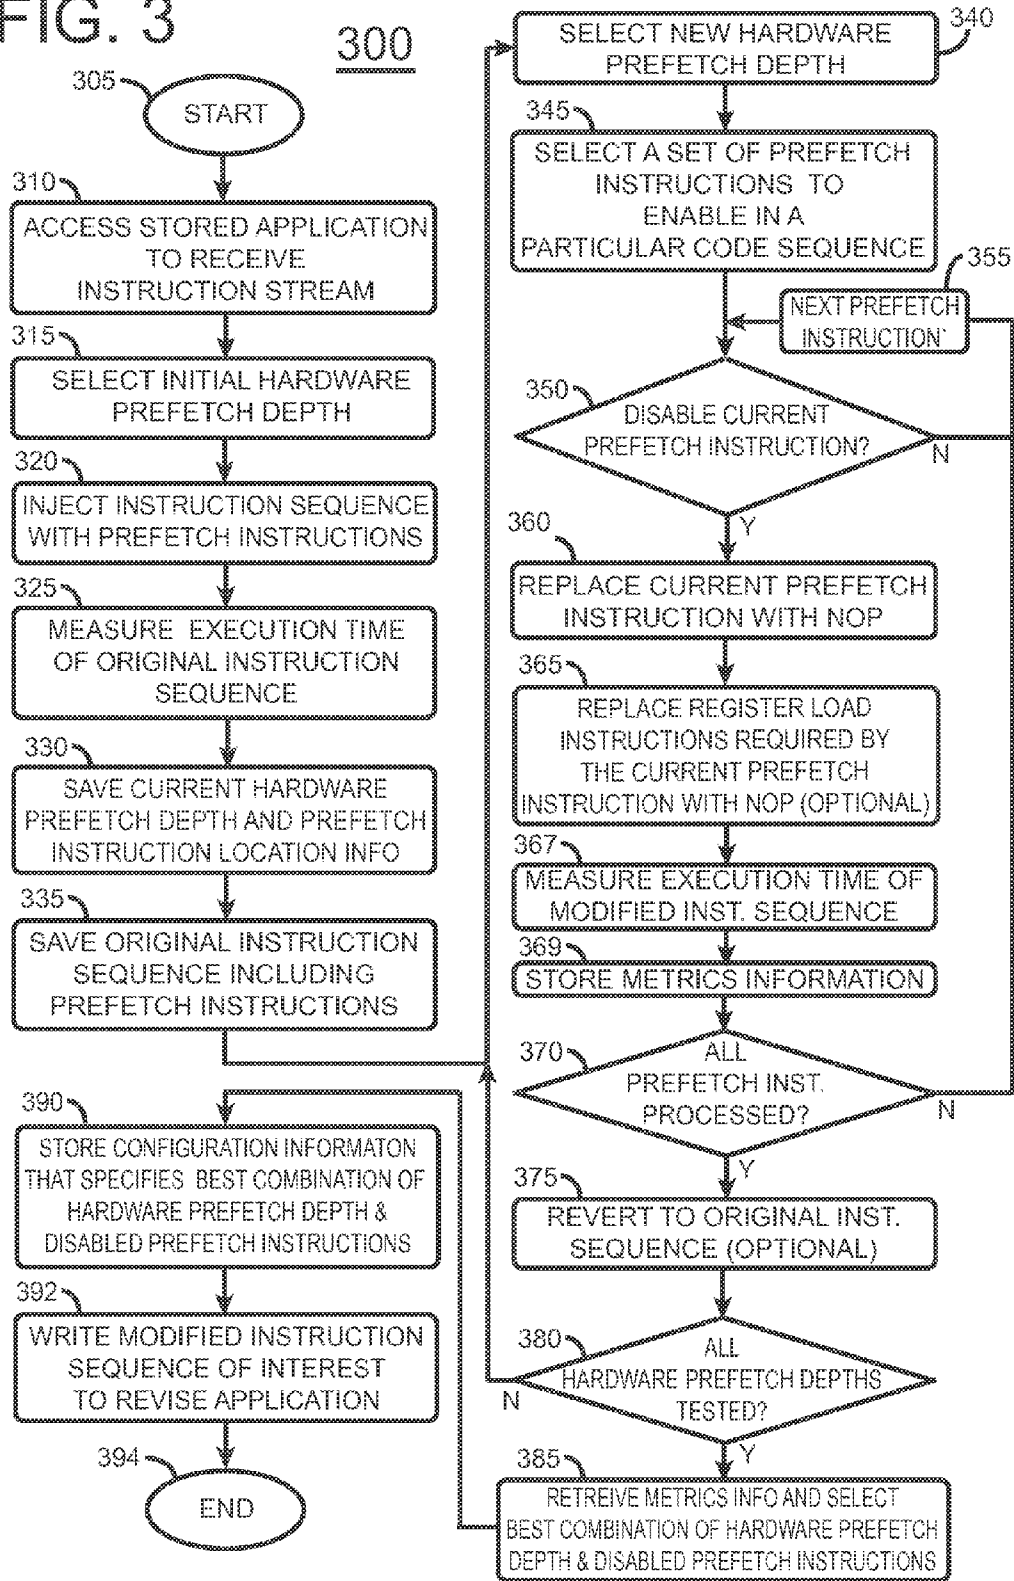 FIG. 3
300
305
START
310
ACCESS STORED APPLICATION
TO RECEIVE
INSTRUCTION STREAM
315
SELECT INITIAL HARDWARE
PREFETCH DEPTH
320
INJECT INSTRUCTION SEQUENCE
WITH PREFETCH INSTRUCTIONS
325
MEASURE EXECUTION TIME
OF ORIGINAL INSTRUCTION
SEQUENCE
330
SAVE CURRENT HARDWARE
PREFETCH DEPTH AND PREFETCH
INSTRUCTION LOCATION INFO
335
SAVE ORIGINAL INSTRUCTION
SEQUENCE INCLUDING
PREFETCH INSTRUCTIONS
340
SELECT NEW HARDWARE
PREFETCH DEPTH
345
SELECT A SET OF PREFETCH
INSTRUCTIONS TO
ENABLE IN A
PARTICULAR CODE SEQUENCE
355
NEXT PREFETCH
INSTRUCTION
350
DISABLE CURRENT
PREFETCH INSTRUCTION?
N
Y
360
REPLACE CURRENT PREFETCH
INSTRUCTION WITH NOP
365
REPLACE REGISTER LOAD
INSTRUCTIONS REQUIRED BY
THE CURRENT PREFETCH
INSTRUCTION WITH NOP (OPTIONAL)
367
MEASURE EXECUTION TIME OF
MODIFIED INST. SEQUENCE
369
STORE METRICS INFORMATION
370
ALL
PREFETCH INST.
PROCESSED?
N
Y
375
REVERT TO ORIGINAL INST.
SEQUENCE (OPTIONAL)
380
ALL
HARDWARE PREFETCH DEPTHS
TESTED?
N
Y
385
RETREIVE METRICS INFO AND SELECT
BEST COMBINATION OF HARDWARE PREFETCH
DEPTH & DISABLED PREFETCH INSTRUCTIONS
390
STORE CONFIGURATION INFORMATON
THAT SPECIFIES BEST COMBINATION OF
HARDWARE PREFETCH DEPTH &
DISABLED PREFETCH INSTRUCTIONS
392
WRITE MODIFIED INSTRUCTION
SEQUENCE OF INTEREST
TO REVISE APPLICATION
394
END